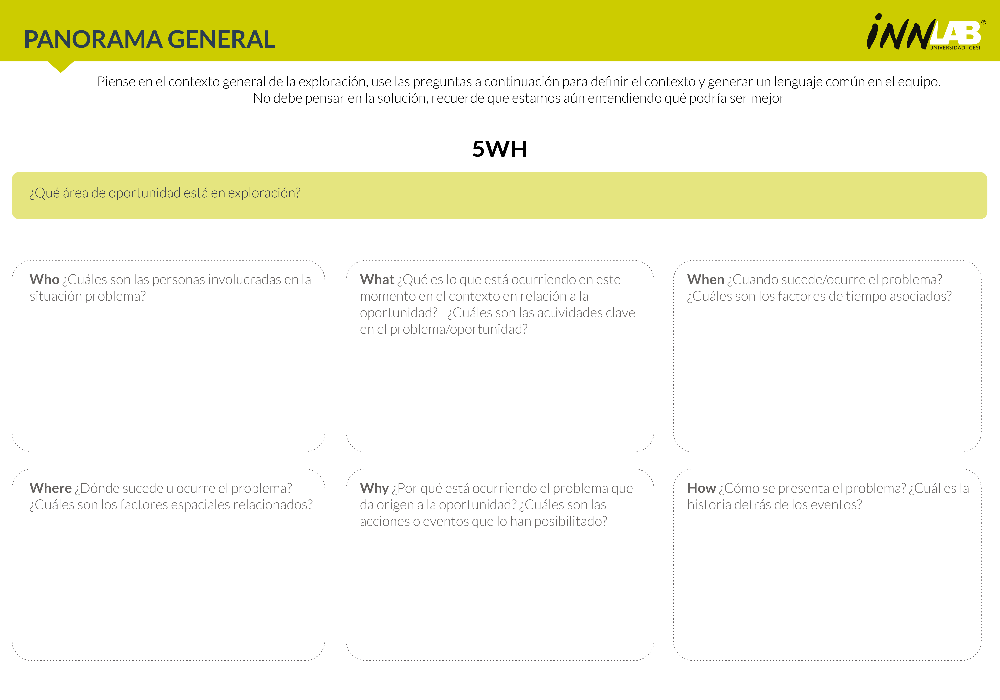 PANORAMA GENERAL
iNNLAB®
UNIVERSIDAD ICESI
Piense en el contexto general de la exploración, use las preguntas a continuación para definir el contexto y generar un lenguaje común en el equipo.
No debe pensar en la solución, recuerde que estamos aún entendiendo qué podría ser mejor
5WH
¿Qué área de oportunidad está en exploración?
Who ¿Cuáles son las personas involucradas en la
situación problema?
What ¿Qué es lo que está ocurriendo en este
momento en el contexto en relación a la
oportunidad? - ¿Cuáles son las actividades clave
en el problema/oportunidad?
When ¿Cuando sucede/ocurre el problema?
¿Cuáles son los factores de tiempo asociados?
Where ¿Dónde sucede u ocurre el problema?
¿Cuáles son los factores espaciales relacionados?
Why ¿Por qué está ocurriendo el problema que
da origen a la oportunidad? ¿Cuáles son las
acciones o eventos que lo han posibilitado?
How ¿Cómo se presenta el problema? ¿Cuál es la
historia detrás de los eventos?